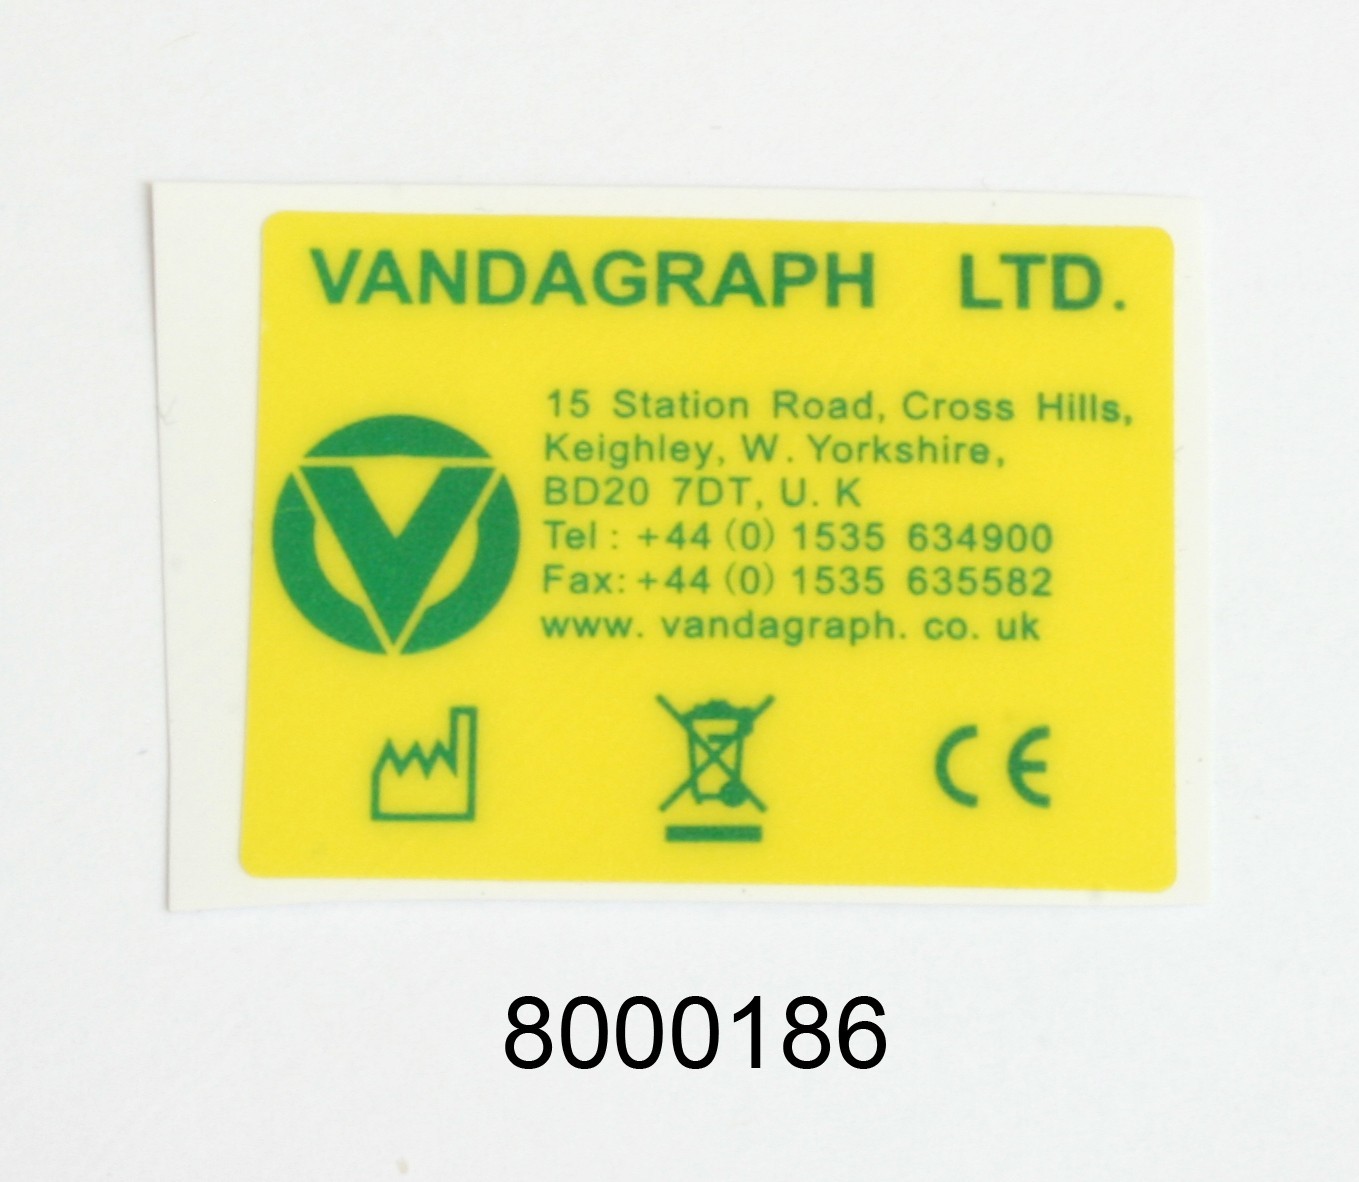 VANDAGRAPH LTD.
15 Station Road, Cross Hills,
Keighley, W. Yorkshire,
BD20 7DT, U. K
Tel : +44 (0) 1535 634900
Fax: +44 (0) 1535 635582
www. vandagraph. co. uk
CE
8000186